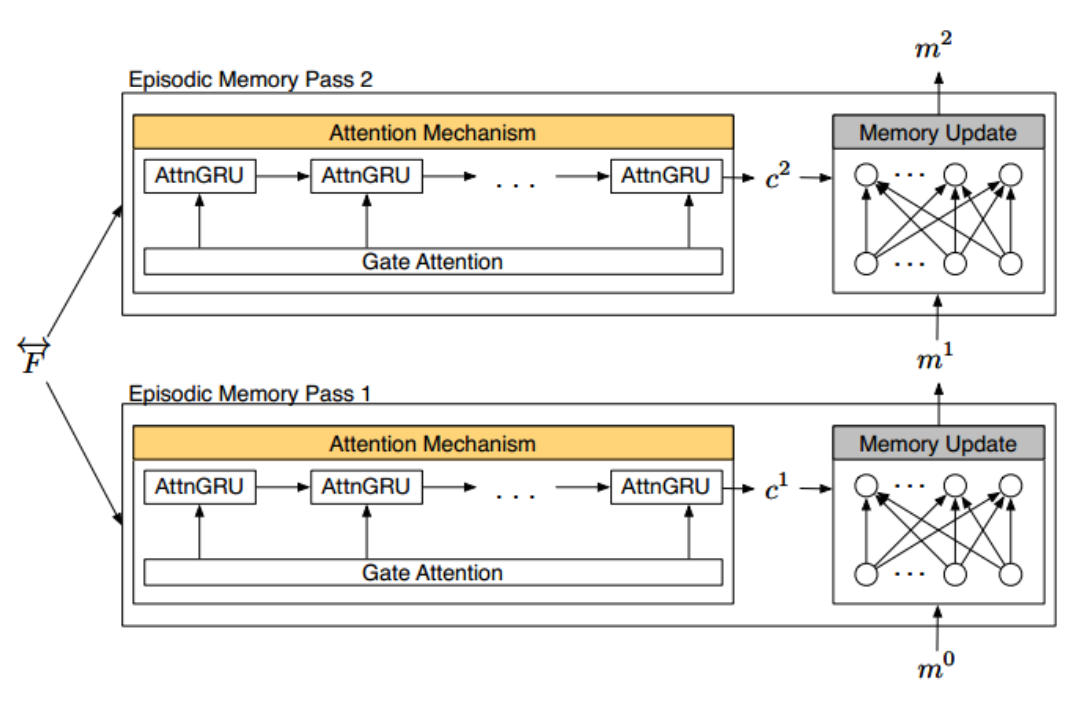 m²
Episodic Memory Pass 2
Attention Mechanism
Memory Update
AttnGRU AttnGRU . . . AttnGRU c² . . .
Gate Attention . . .
F⃡
m¹
Episodic Memory Pass 1
Attention Mechanism
Memory Update
AttnGRU AttnGRU . . . AttnGRU c¹ . . .
Gate Attention . . .
m⁰